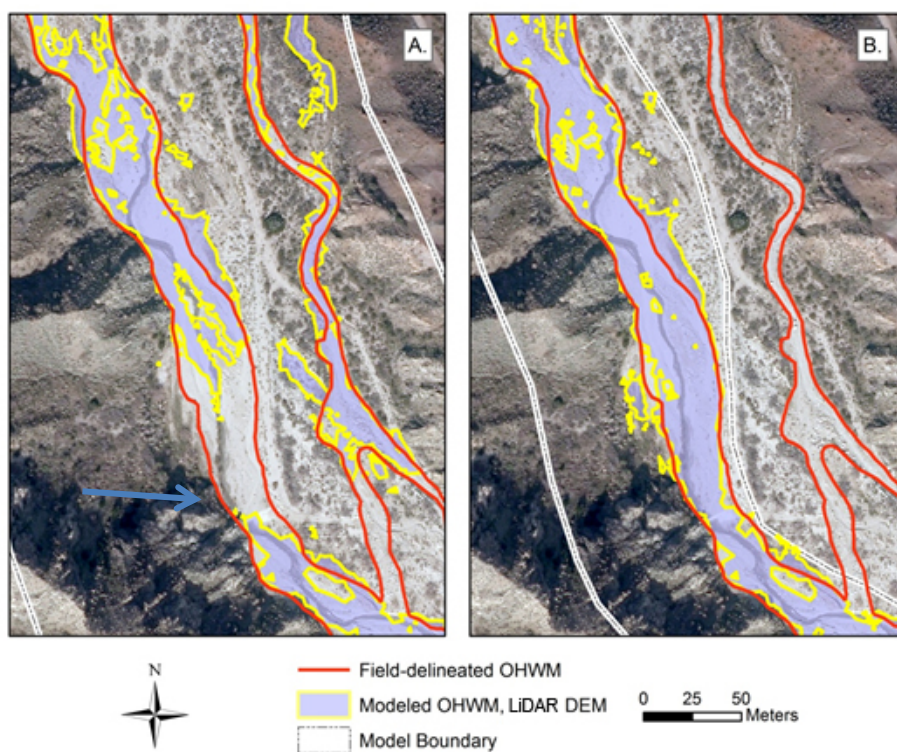 A.
B.
N
Field-delineated OHWM
Modeled OHWM, LiDAR DEM
Model Boundary
0 25 50
Meters